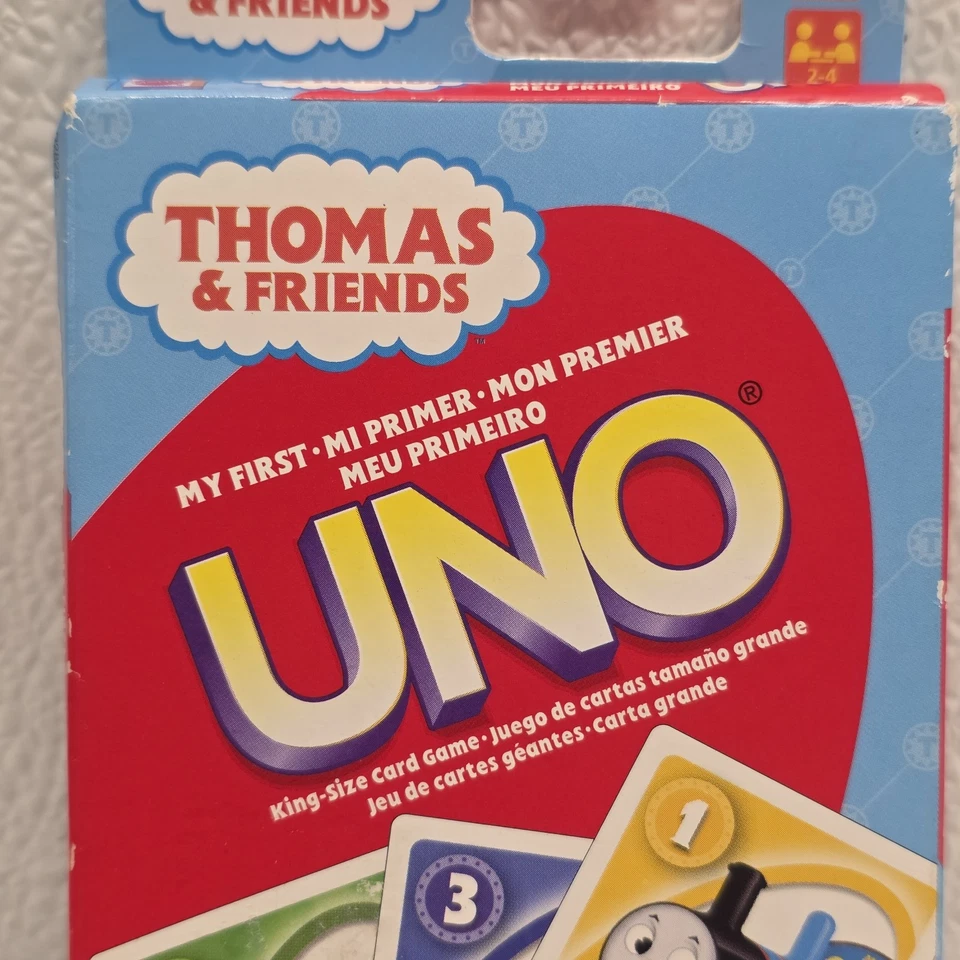 & FRIENDS
2-4
MEU PRIMEIRO
THOMAS
& FRIENDS
™
MY FIRST • MI PRIMER • MON PREMIER
MEU PRIMEIRO
UNO®
King-Size Card Game • Juego de cartas tamaño grande
Jeu de cartes géantes • Carta grande
1
3